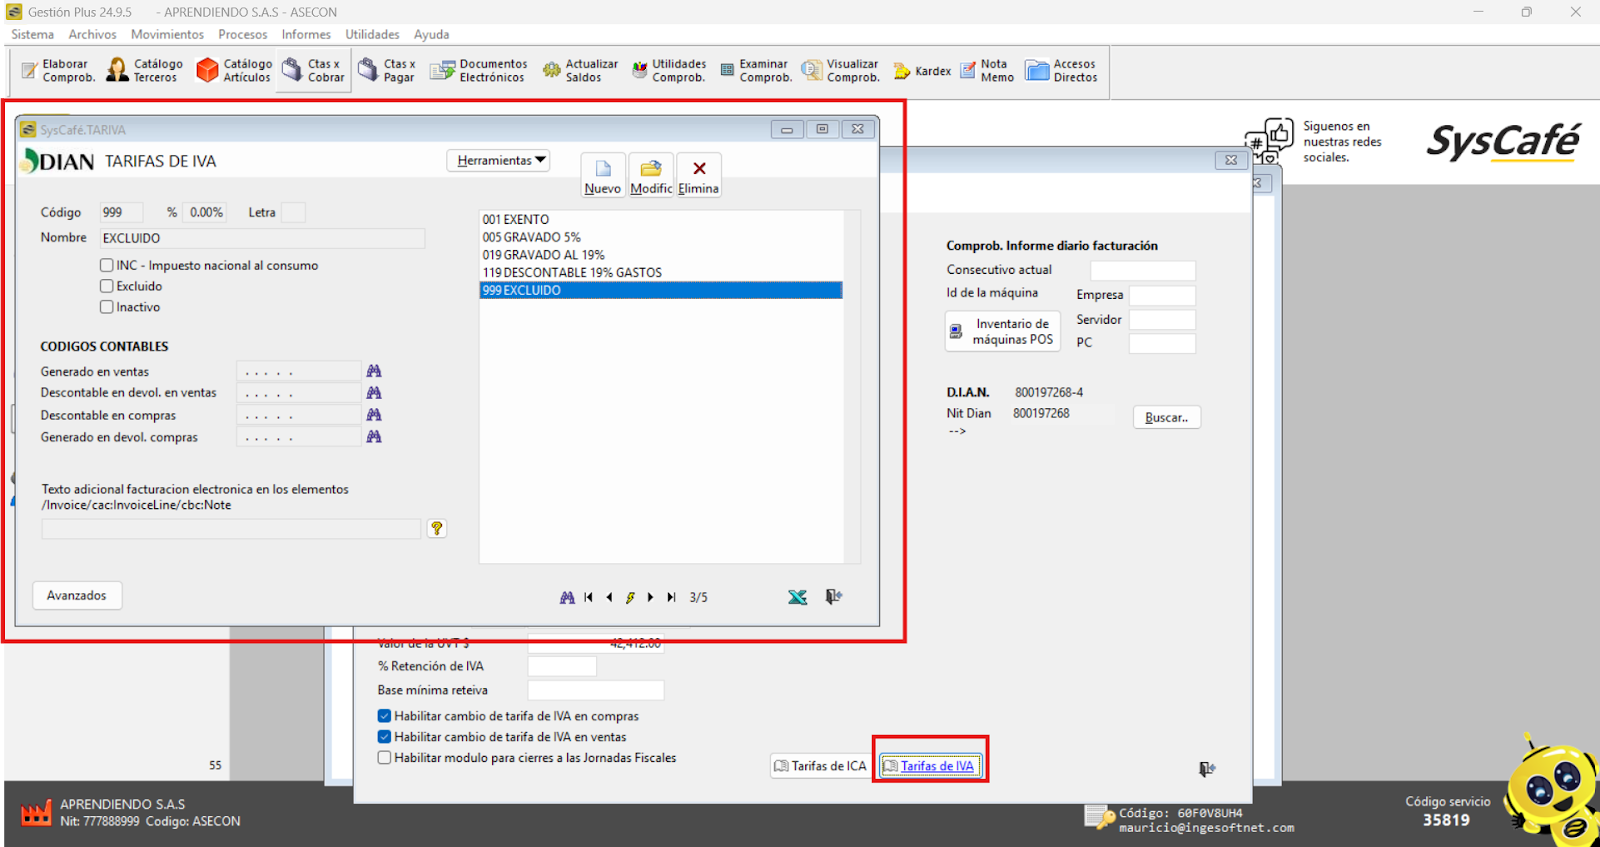 Gestión Plus 24.9.5 - APRENDIENDO S.A.S - ASECON
Sistema Archivos Movimientos Procesos Informes Utilidades Ayuda
Elaborar Comprob.
Catálogo Terceros
Catálogo Artículos
Ctas x Cobrar
Ctas x Pagar
Documentos Electrónicos
Actualizar Saldos
Utilidades Comprob.
Examinar Comprob.
Visualizar Comprob.
Kardex
Nota Memo
Accesos Directos
Siguenos en
nuestras redes
sociales.
SysCafé
SysCafé.TARIVA
DIAN TARIFAS DE IVA
Herramientas
Nuevo Modific Elimina
Código 999 % 0.00% Letra
Nombre EXCLUIDO
INC - Impuesto nacional al consumo
Excluido
Inactivo
CODIGOS CONTABLES
Generado en ventas . . . . .
Descontable en devol. en ventas . . . . .
Descontable en compras . . . . .
Generado en devol. compras . . . . .
Texto adicional facturacion electronica en los elementos
/Invoice/cac:InvoiceLine/cbc:Note
?
Avanzados
001 EXENTO
005 GRAVADO 5%
019 GRAVADO AL 19%
119 DESCONTABLE 19% GASTOS
999 EXCLUIDO
3/5
Comprob. Informe diario facturación
Consecutivo actual
Id de la máquina Empresa
Servidor
PC
Inventario de
máquinas POS
D.I.A.N. 800197268-4
Nit Dian 800197268
-->
Buscar..
Valor de la UVT $ 42,412.00
% Retención de IVA
Base mínima reteiva
Habilitar cambio de tarifa de IVA en compras
Habilitar cambio de tarifa de IVA en ventas
Habilitar modulo para cierres a las Jornadas Fiscales
Tarifas de ICA Tarifas de IVA
55
APRENDIENDO S.A.S
Nit: 777888999 Codigo: ASECON
Código: 60F0V8UH4
mauricio@ingesoftnet.com
Código servicio
35819